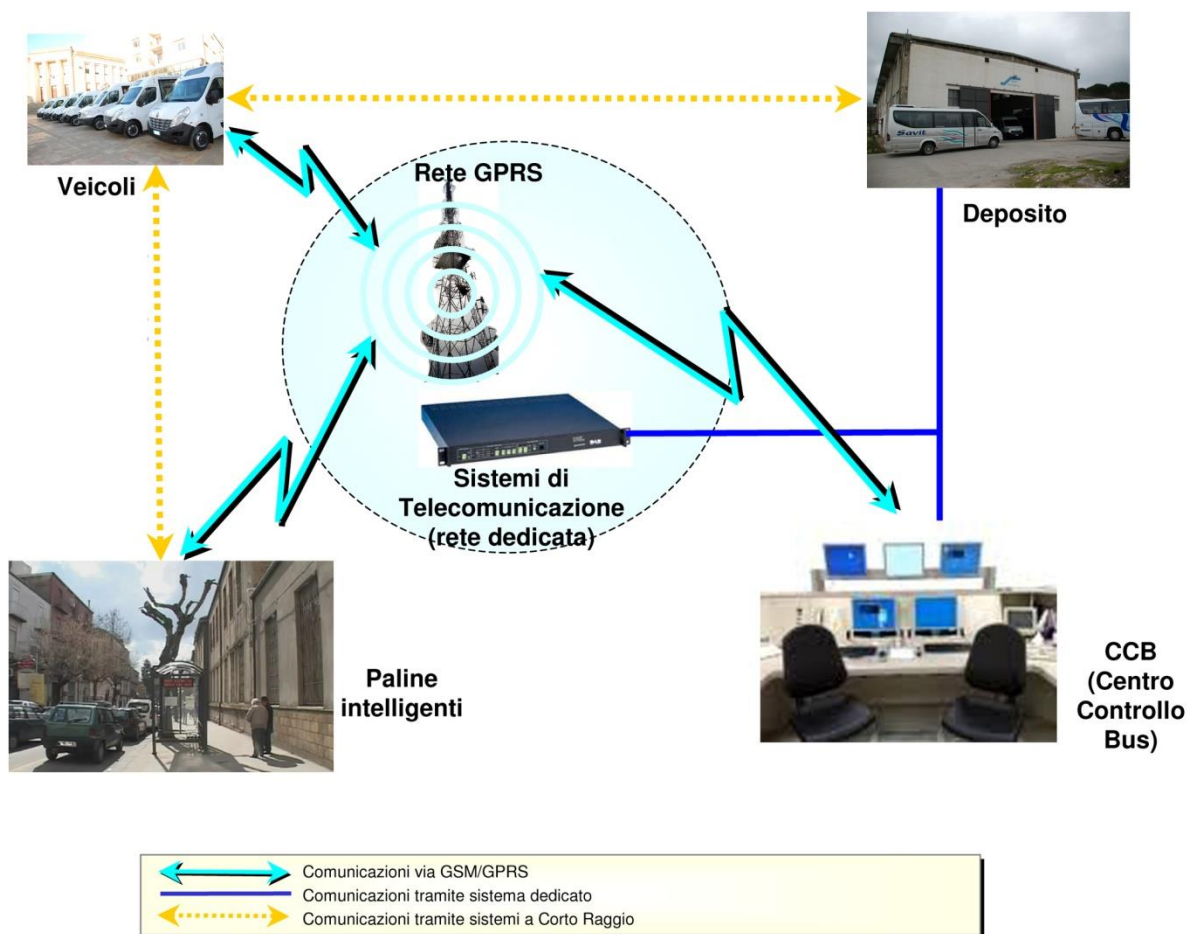 Rete GPRS
Veicoli
Savit
Deposito
Sistemi di
Telecomunicazione
(rete dedicata)
Paline
intelligenti
CCB
(Centro
Controllo
Bus)
Comunicazioni via GSM/GPRS
Comunicazioni tramite sistema dedicato
Comunicazioni tramite sistemi a Corto Raggio